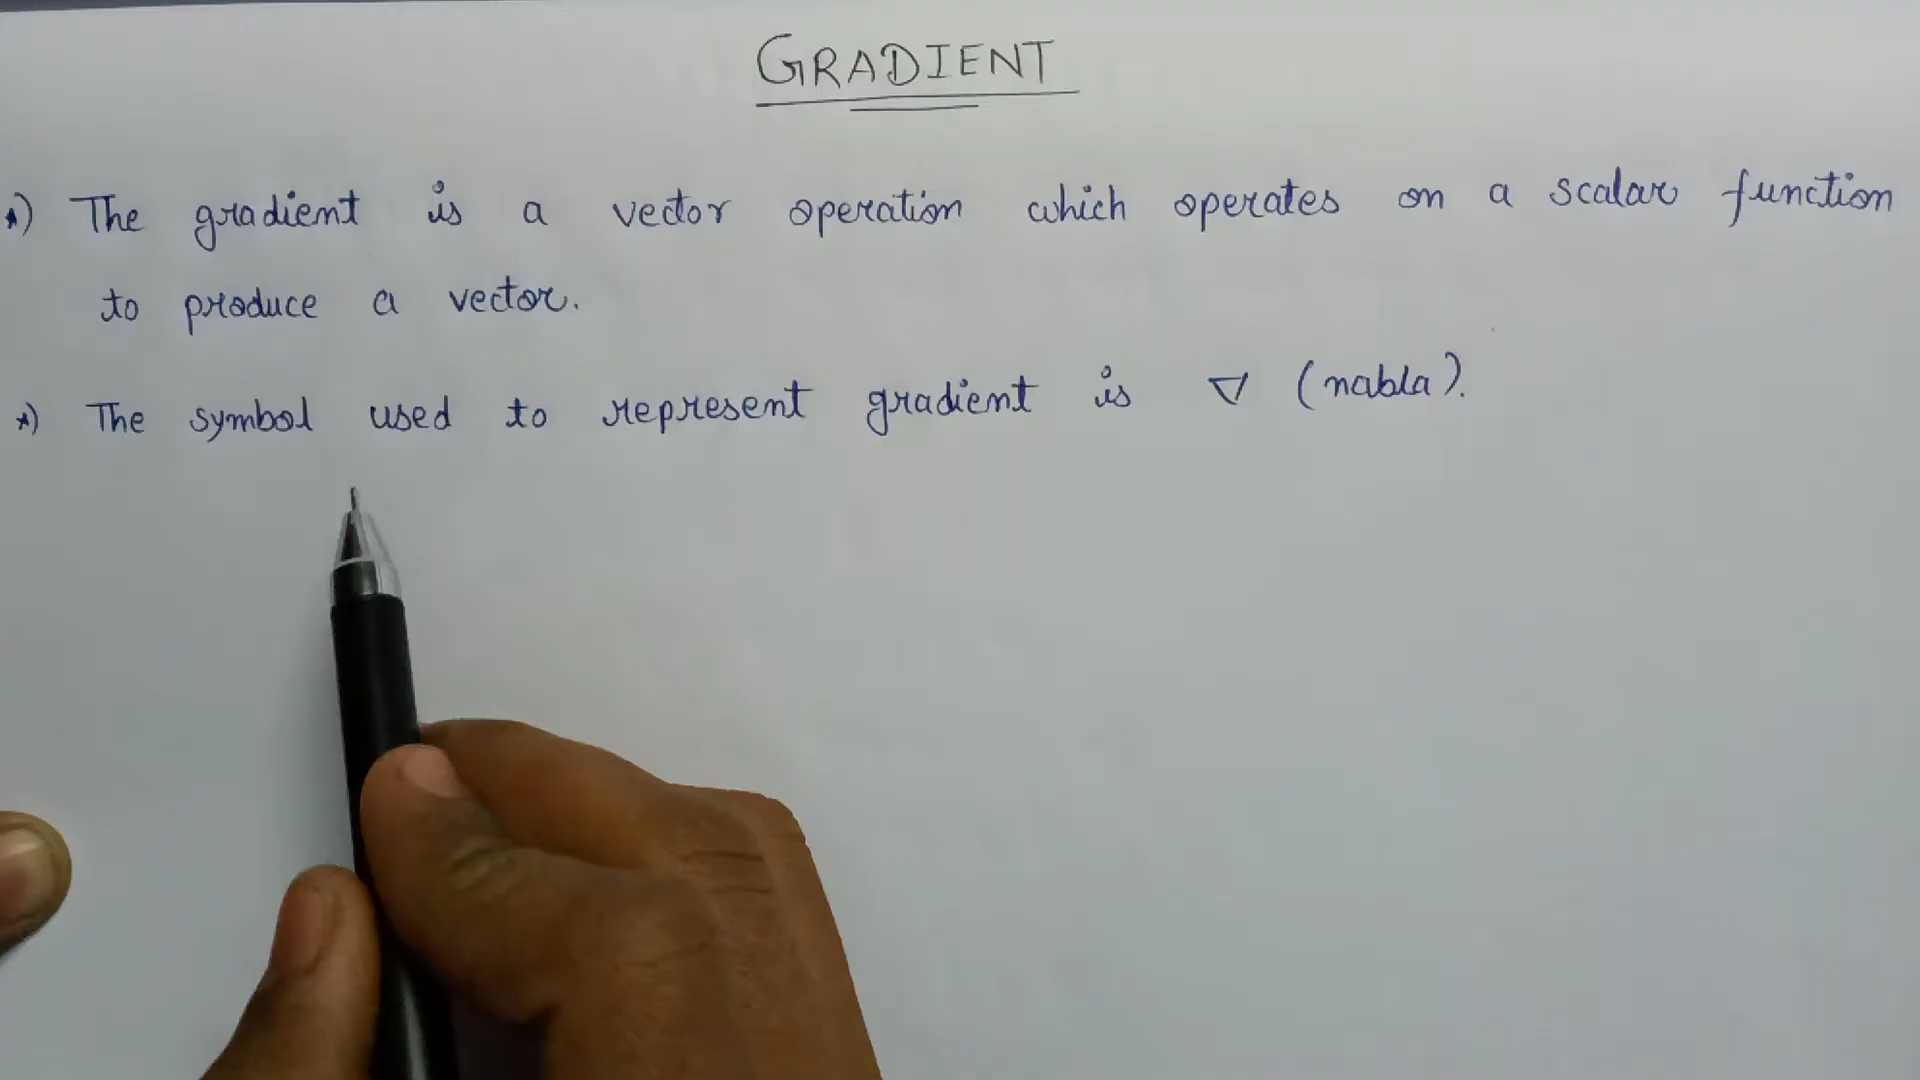 GRADIENT
*) The gradient is a vector operation which operates on a scalar function
to produce a vector.
*) The symbol used to represent gradient is ∇ (nabla).